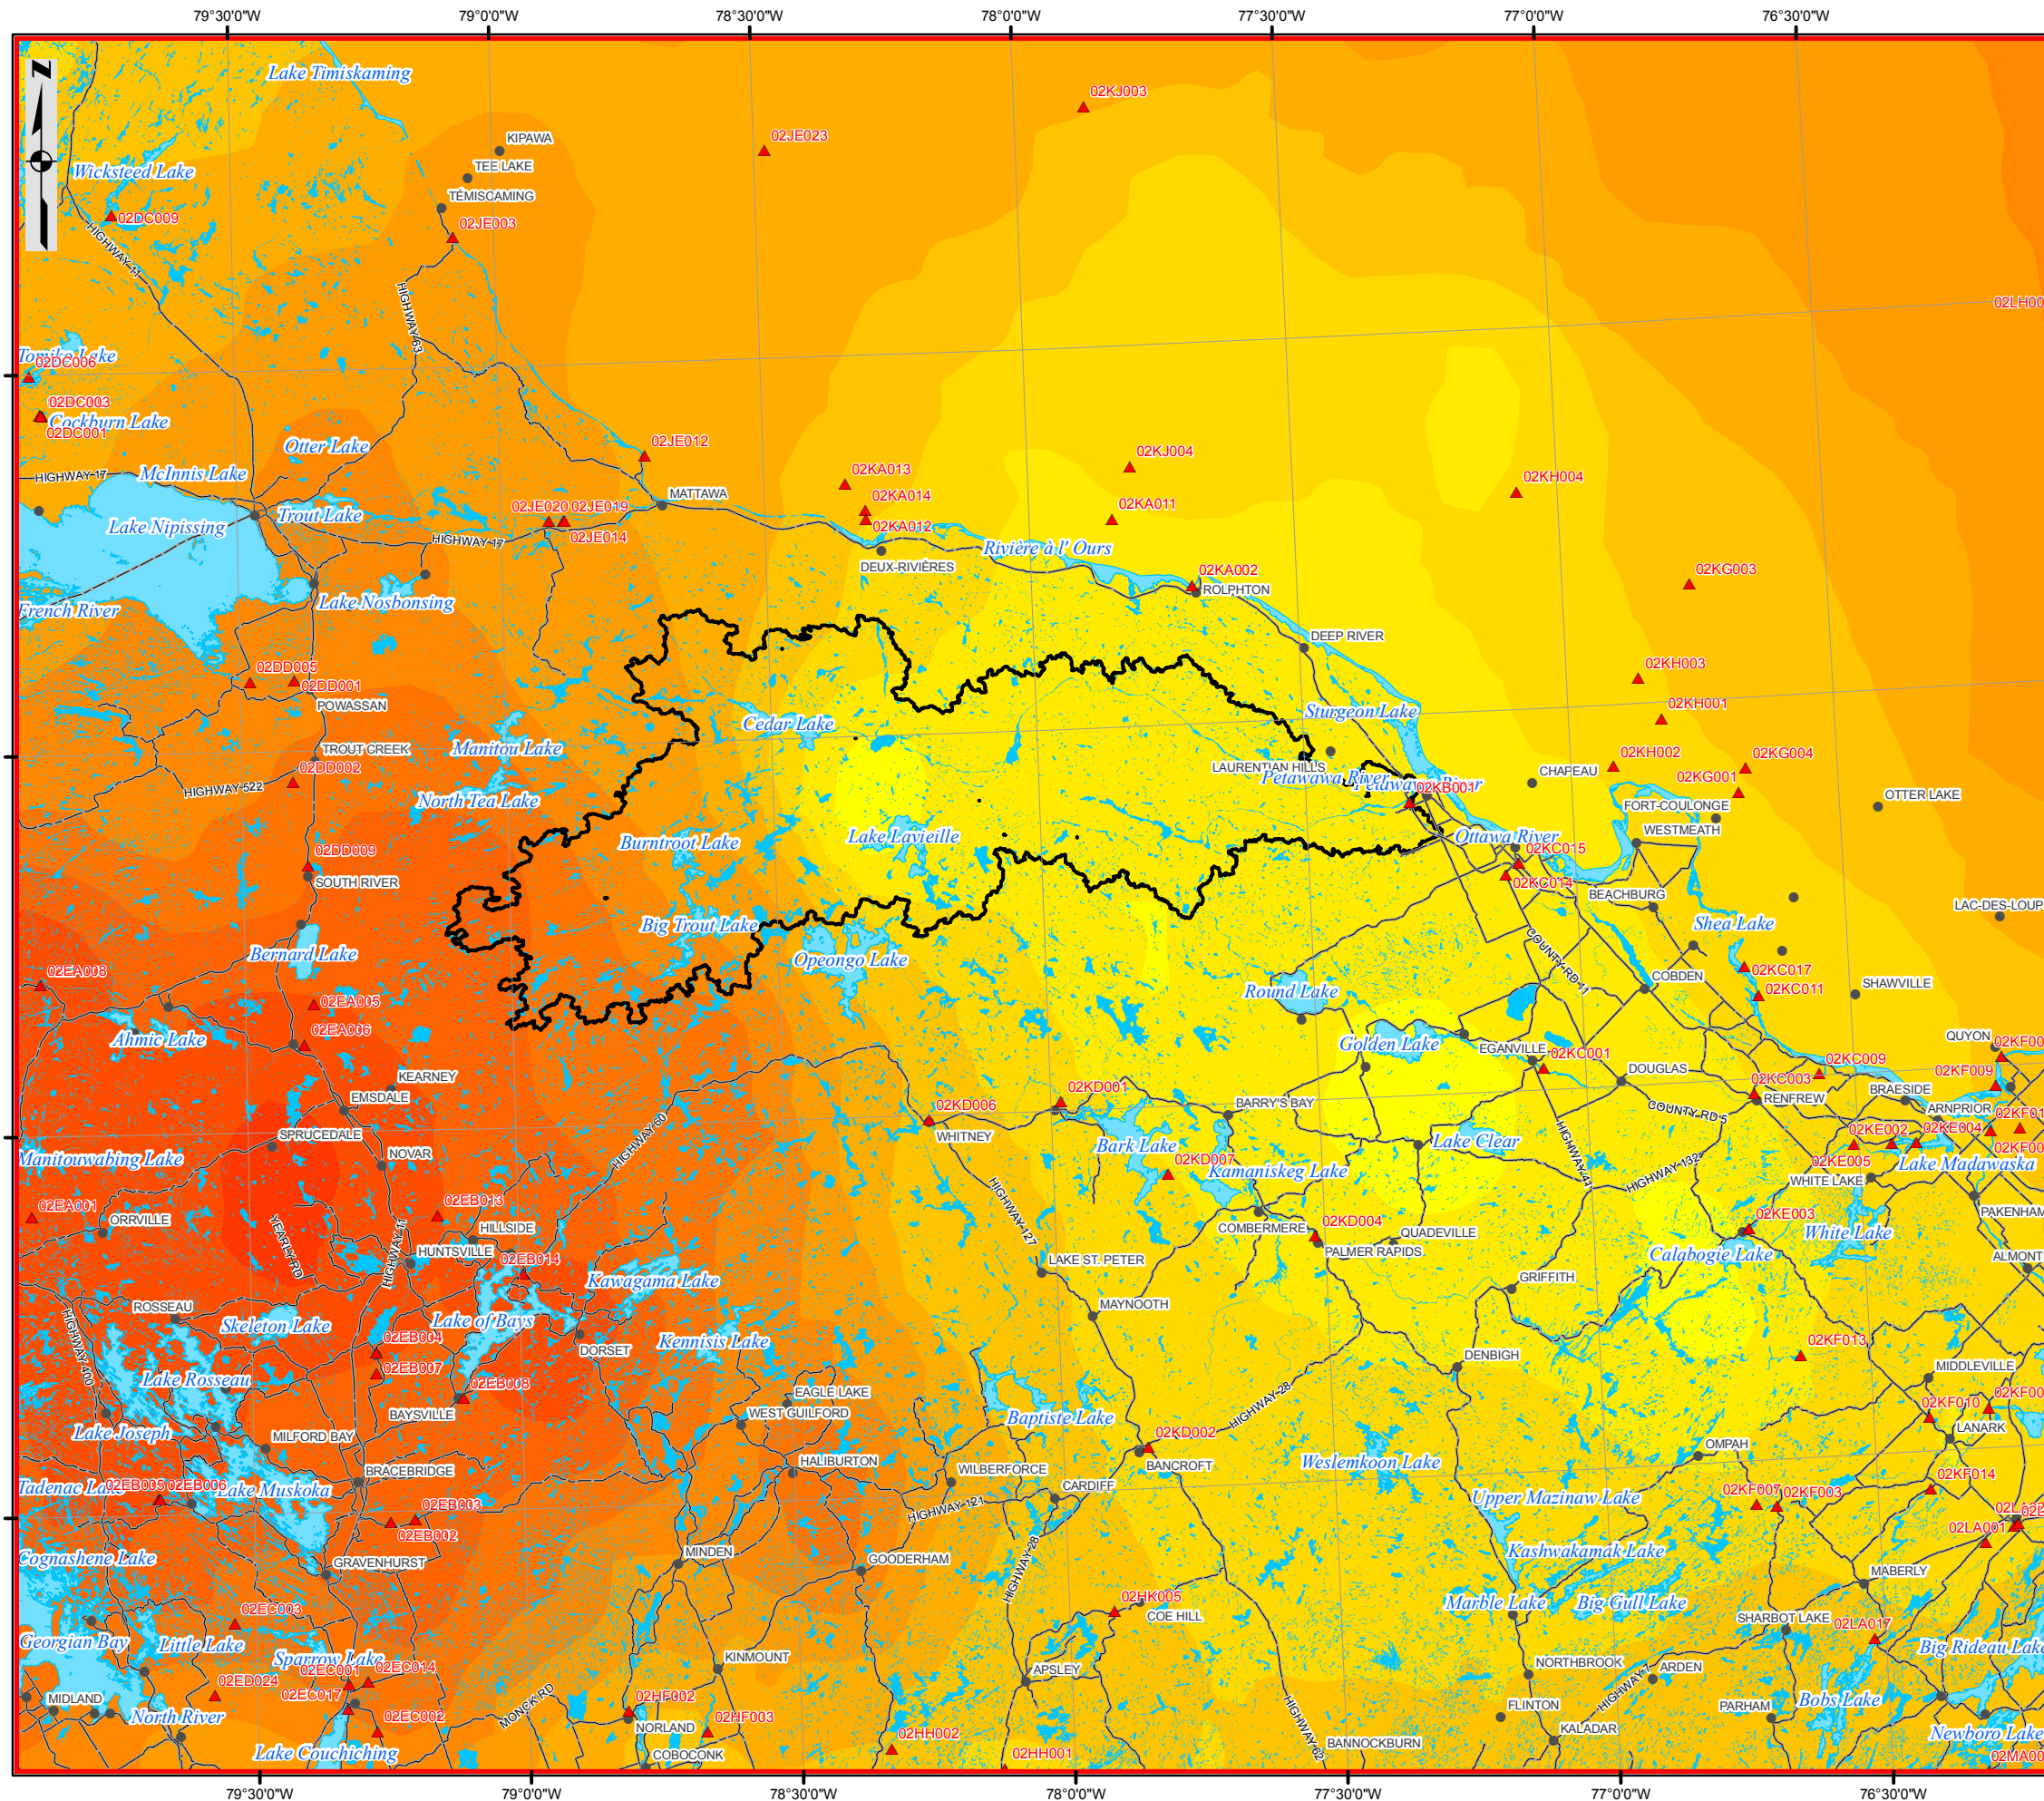 79°30'0"W
79°0'0"W
78°30'0"W
78°0'0"W
77°30'0"W
77°0'0"W
76°30'0"W
Lake Timiskaming
Z
02KJ003
KIPAWA
02JE023
TEE LAKE
Wicksteed Lake
TÉMISCAMING
02DC009
02JE003
HIGHWAY 11
HIGHWAY 63
02LH00
Tomiko Lake
02DC006
02DC003
Cockburn Lake
02DC001
Otter Lake
02JE012
McInnis Lake
HIGHWAY 17
02KA013
02KJ004
02KH004
MATTAWA
02KA014
Lake Nipissing
Trout Lake
02JE020
02JE019
02KA012
02KA011
02JE014
HIGHWAY 17
Rivière à l' Ours
DEUX-RIVIÈRES
02KA002
ROLPHTON
02KG003
French River
Lake Nosbonsing
DEEP RIVER
02DD005
02DD001
02KH003
POWASSAN
Cedar Lake
Sturgeon Lake
02KH001
TROUT CREEK
Manitou Lake
02DD002
02KH002
02KG004
LAURENTIAN HILLS
Petawawa River
CHAPEAU
02KG001
HIGHWAY 522
02KB001
OTTER LAKE
North Tea Lake
FORT-COULONGE
Burntroot Lake
Lake Lavieille
Ottawa River
WESTMEATH
02DD009
02KC015
SOUTH RIVER
02KC014
BEACHBURG
LAC-DES-LOUP
Big Trout Lake
Shea Lake
Bernard Lake
Opeongo Lake
COUNTY RD 11
02EA008
02KC017
COBDEN
SHAWVILLE
02KC011
Round Lake
02EA005
02EA006
Ahmic Lake
Golden Lake
QUYON
EGANVILLE
02KF00
02KC001
02KC009
KEARNEY
DOUGLAS
02KF009
02KC003
EMSDALE
02KD001
BRAESIDE
BARRY'S BAY
RENFREW
02KD006
ARNPRIOR
COUNTY RD 5
02KF01
SPRUCEDALE
WHITNEY
HIGHWAY 60
02KE002
02KE004
02KF00
NOVAR
Bark Lake
Lake Clear
Manitouwabing Lake
02KD007
Kamaniskeg Lake
HIGHWAY 41
HIGHWAY 132
02KE005
Lake Madawaska
WHITE LAKE
HIGHWAY 127
02EA001
02EB013
ORRVILLE
HILLSIDE
COMBERMERE
02KD004
02KE003
PAKENHAM
YEARLY RD
HIGHWAY 11
HUNTSVILLE
QUADEVILLE
White Lake
02EB014
PALMER RAPIDS
Calabogie Lake
LAKE ST. PETER
ALMONT
Kawagama Lake
GRIFFITH
ROSSEAU
MAYNOOTH
HIGHWAY 400
Skeleton Lake
Lake of Bays
02EB004
Kennisis Lake
02KF013
DORSET
DENBIGH
02EB007
MIDDLEVILLE
Lake Rosseau
02EB008
EAGLE LAKE
HIGHWAY 28
02KF00
BAYSVILLE
WEST GUILFORD
Baptiste Lake
02KF010
Lake Joseph
LANARK
MILFORD BAY
02KD002
OMPAH
HALIBURTON
BANCROFT
Weslemkoon Lake
BRACEBRIDGE
WILBERFORCE
02KF014
Tadenac Lake
02EB005
02EB006
Lake Muskoka
CARDIFF
02KF007
02KF003
Upper Mazinaw Lake
02EB003
HIGHWAY 121
02EB002
02LA001
Kashwakamak Lake
Cognashene Lake
GRAVENHURST
MINDEN
GOODERHAM
HIGHWAY 28
MABERLY
02HK005
Marble Lake
Big Gull Lake
02EC003
COE HILL
SHARBOT LAKE
02LA017
Georgian Bay
Little Lake
Big Rideau Lake
Sparrow Lake
KINMOUNT
02EC001
02EC014
APSLEY
NORTHBROOK
ARDEN
02ED024
02EC017
HIGHWAY 7
MIDLAND
MONCK RD
02HF002
Bobs Lake
FLINTON
PARHAM
North River
02EC002
NORLAND
02HF003
HIGHWAY 62
KALADAR
02HH002
Newboro Lake
BANNOCKBURN
Lake Couchiching
COBOCONK
02HH001
02MA00
79°30'0"W
79°0'0"W
78°30'0"W
78°0'0"W
77°30'0"W
77°0'0"W
76°30'0"W